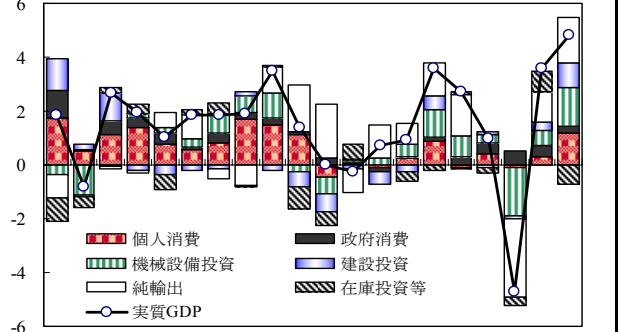 6
4
2
0
-2
-4
-6
個人消費
政府消費
機械設備投資
建設投資
純輸出
在庫投資等
実質GDP